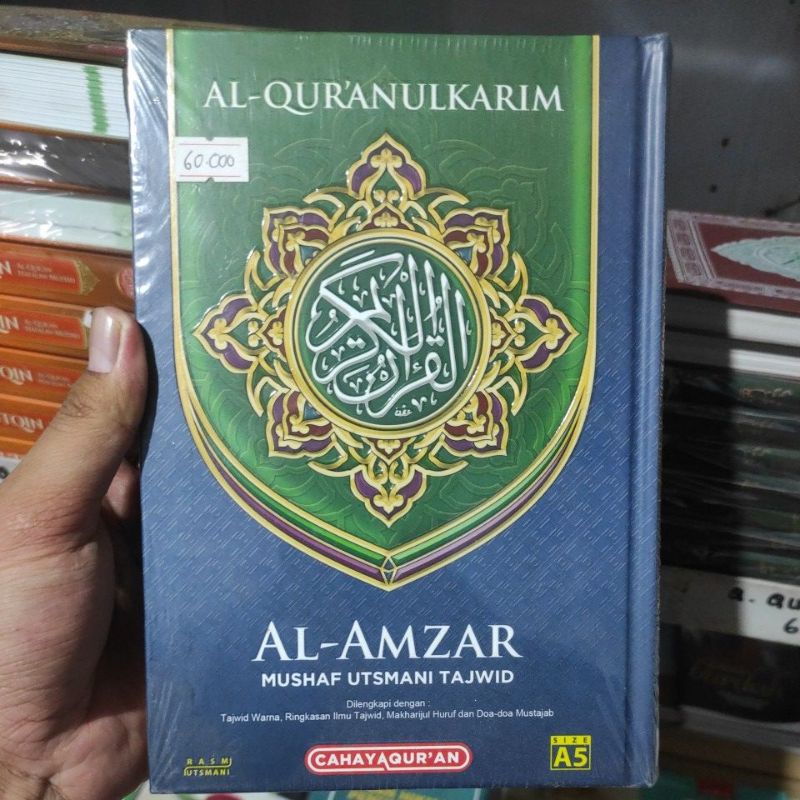 AL-QUR'ANULKARIM
60.000
القرآن الكريم
AL-AMZAR
MUSHAF UTSMANI TAJWID
Dilengkapi dengan :
Tajwid Warna, Ringkasan Ilmu Tajwid, Makharijul Huruf dan Doa-doa Mustajab
RASM
UTSMANI
CAHAYAQUR'AN
SIZE
A5